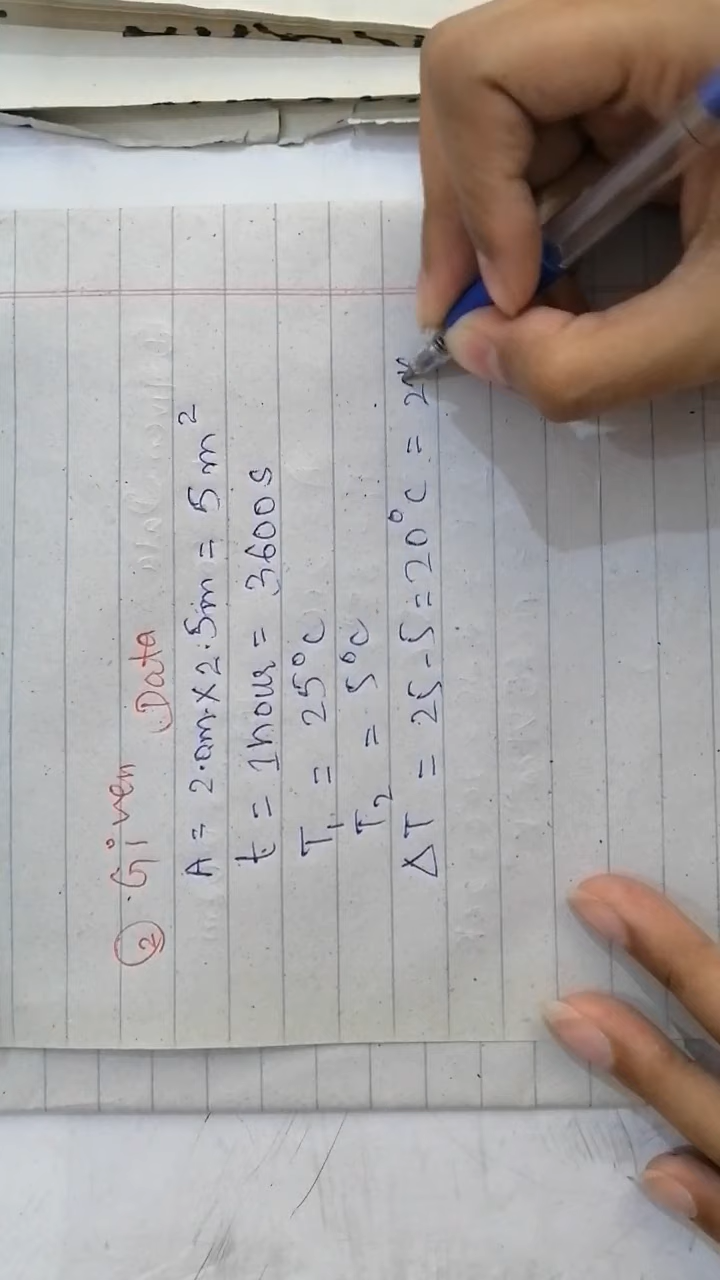 ② Given Data
A = 2.0m × 2.5m = 5m²
t = 1hour = 3600s
T₁ = 25°C
T₂ = 5°C
ΔT = 25-5 = 20°C = 2